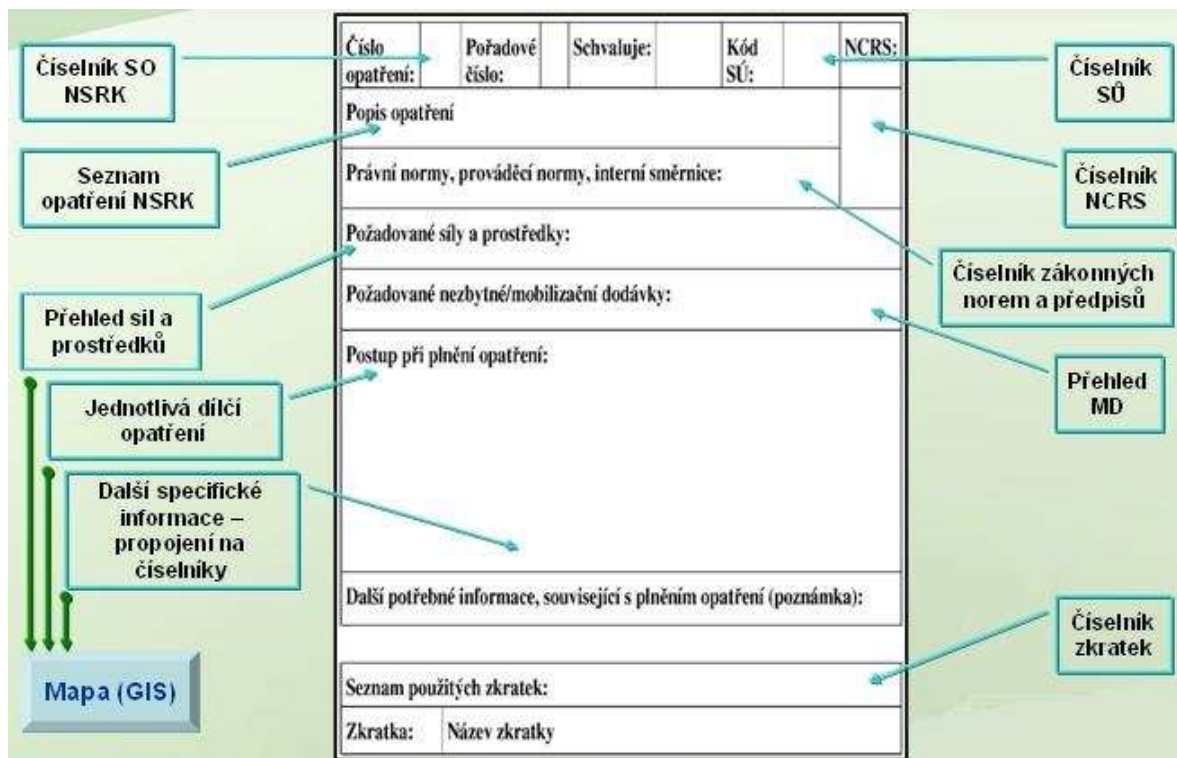 Číselník SO
NSRK
Seznam
opatření NSRK
Přehled sil a
prostředků
Jednotlivá dílčí
opatření
Další specifické
informace –
propojení na
číselníky
Mapa (GIS)
Číslo
opatření:
Pořadové
číslo:
Schvaluje:
Kód
SÚ:
NCRS:
Popis opatření
Právní normy, prováděcí normy, interní směrnice:
Požadované síly a prostředky:
Požadované nezbytné/mobilizační dodávky:
Postup při plnění opatření:
Další potřebné informace, související s plněním opatření (poznámka):
Seznam použitých zkratek:
Zkratka:
Název zkratky
Číselník
SŮ
Číselník
NCRS
Číselník zákonných
norem a předpisů
Přehled
MD
Číselník
zkratek